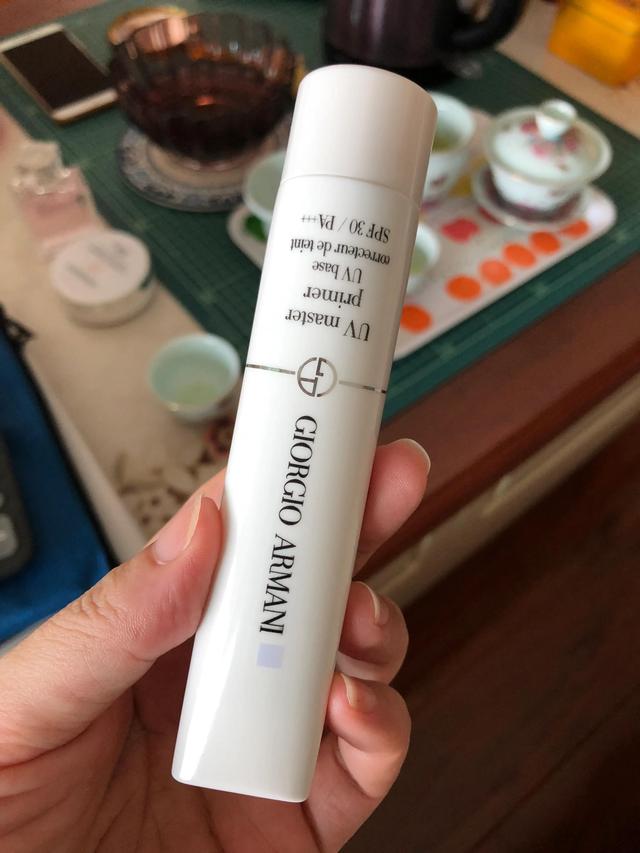 UV master
primer
UV base
correcteur de teint
SPF 30 / PA+++
GIORGIO ARMANI